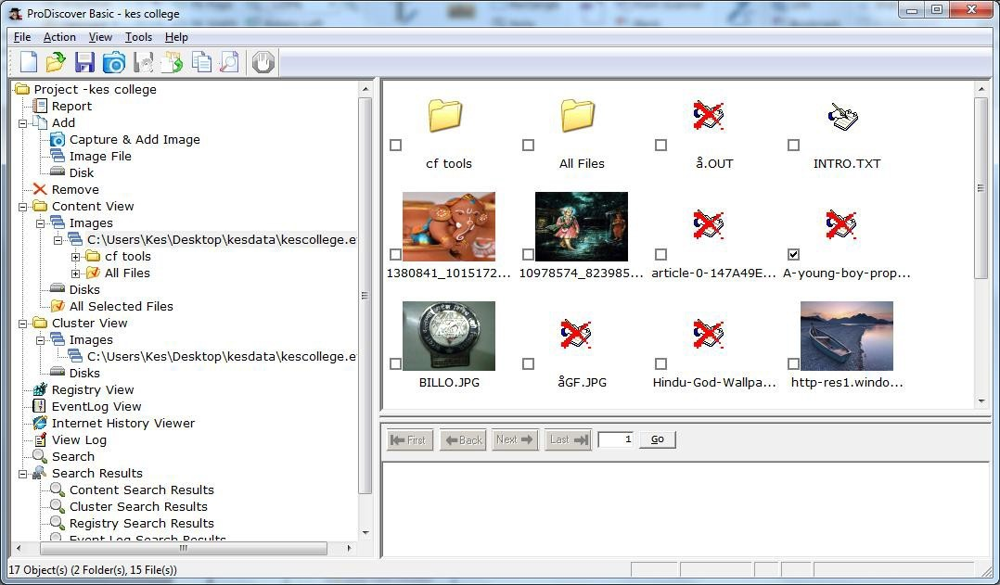 ProDiscover Basic - kes college
File Action View Tools Help
Project -kes college
Report
Add
Capture & Add Image
Image File
Disk
Remove
Content View
Images
C:\Users\Kes\Desktop\kesdata\kescollege.e
cf tools
All Files
Disks
All Selected Files
Cluster View
Images
C:\Users\Kes\Desktop\kesdata\kescollege.e
Disks
Registry View
EventLog View
Internet History Viewer
View Log
Search
Search Results
Content Search Results
Cluster Search Results
Registry Search Results
Event Log Search Results
cf tools All Files å.OUT INTRO.TXT
1380841_1015172... 10978574_823985... article-0-147A49E... A-young-boy-prop...
BILLO.JPG åGF.JPG Hindu-God-Wallpa... http-res1.windo...
First Back Next Last 1 Go
17 Object(s) (2 Folder(s), 15 File(s))